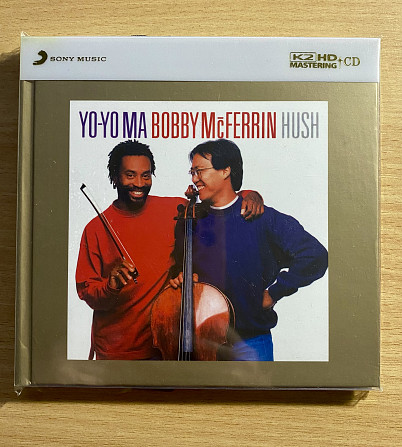 SONY MUSIC
K2 HD MASTERING +CD
YO-YO MA BOBBY McFERRIN HUSH